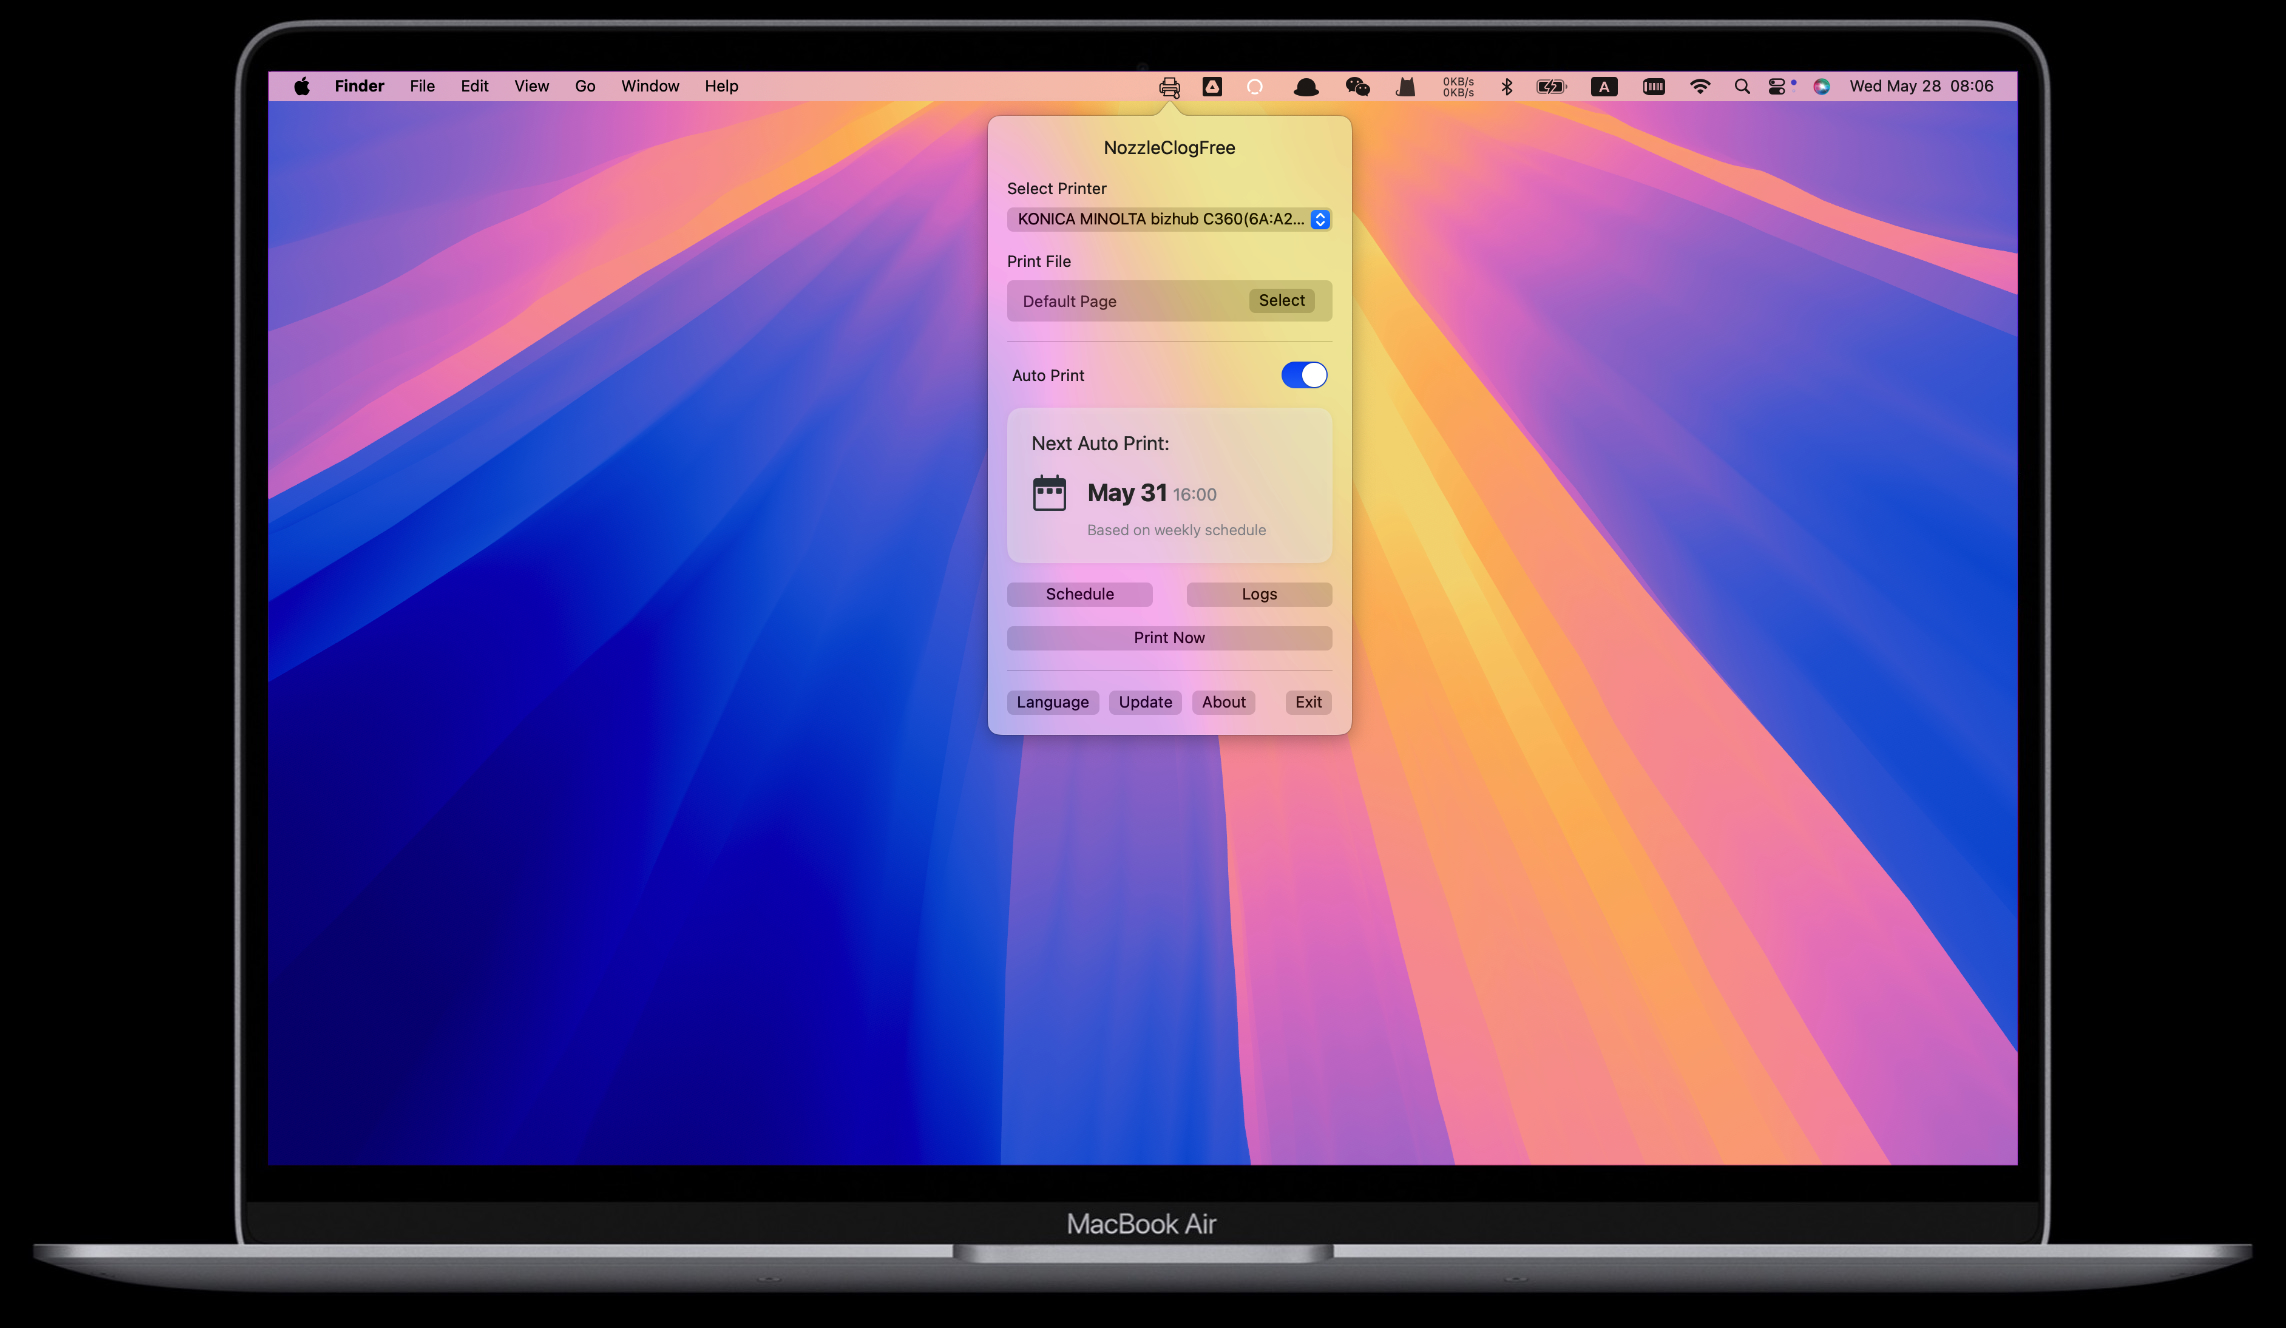 Finder File Edit View Go Window Help 0KB/s A Wed May 28 08:06
0KB/s
NozzleClogFree
Select Printer
KONICA MINOLTA bizhub C360(6A:A2...
Print File
Default Page Select
Auto Print
Next Auto Print:
May 31 16:00
Based on weekly schedule
Schedule Logs
Print Now
Language Update About Exit
MacBook Air